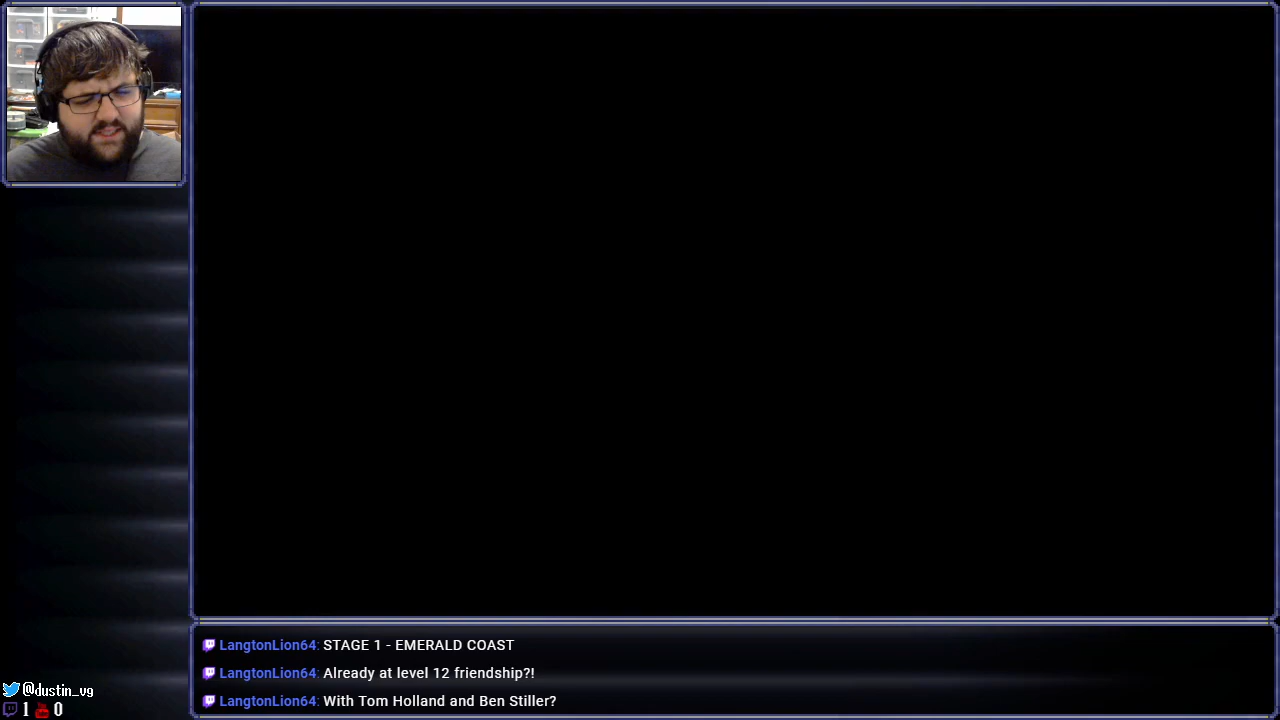 LangtonLion64: STAGE 1 - EMERALD COAST
LangtonLion64: Already at level 12 friendship?!
LangtonLion64: With Tom Holland and Ben Stiller?
@dustin_vg
1 0